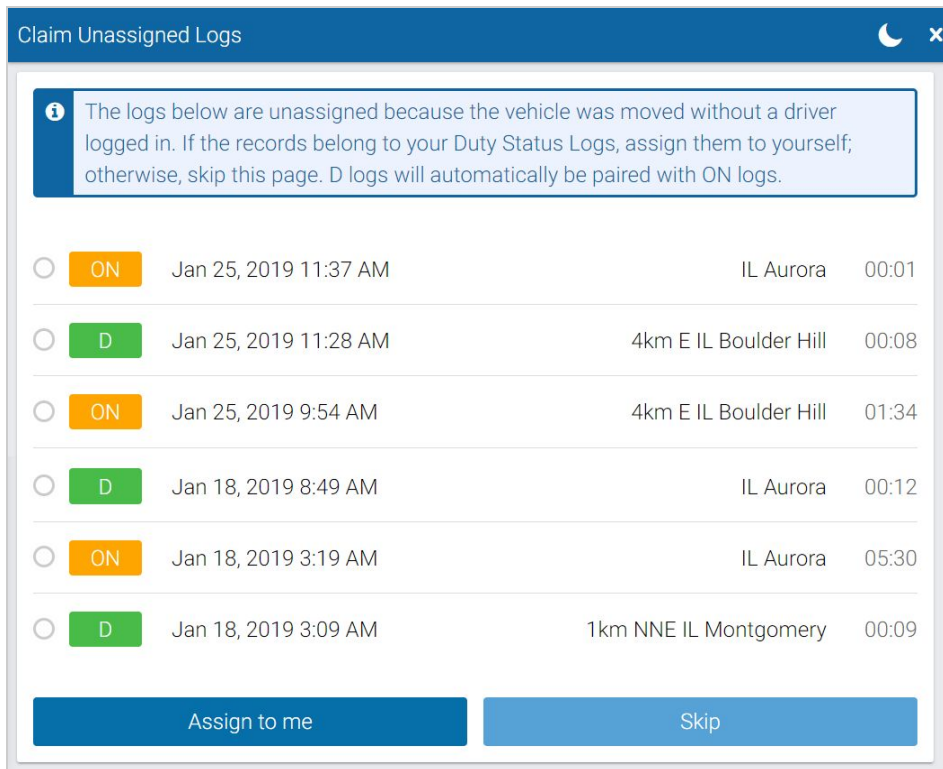 Claim Unassigned Logs
The logs below are unassigned because the vehicle was moved without a driver
logged in. If the records belong to your Duty Status Logs, assign them to yourself;
otherwise, skip this page. D logs will automatically be paired with ON logs.
ON Jan 25, 2019 11:37 AM IL Aurora 00:01
D Jan 25, 2019 11:28 AM 4km E IL Boulder Hill 00:08
ON Jan 25, 2019 9:54 AM 4km E IL Boulder Hill 01:34
D Jan 18, 2019 8:49 AM IL Aurora 00:12
ON Jan 18, 2019 3:19 AM IL Aurora 05:30
D Jan 18, 2019 3:09 AM 1km NNE IL Montgomery 00:09
Assign to me Skip